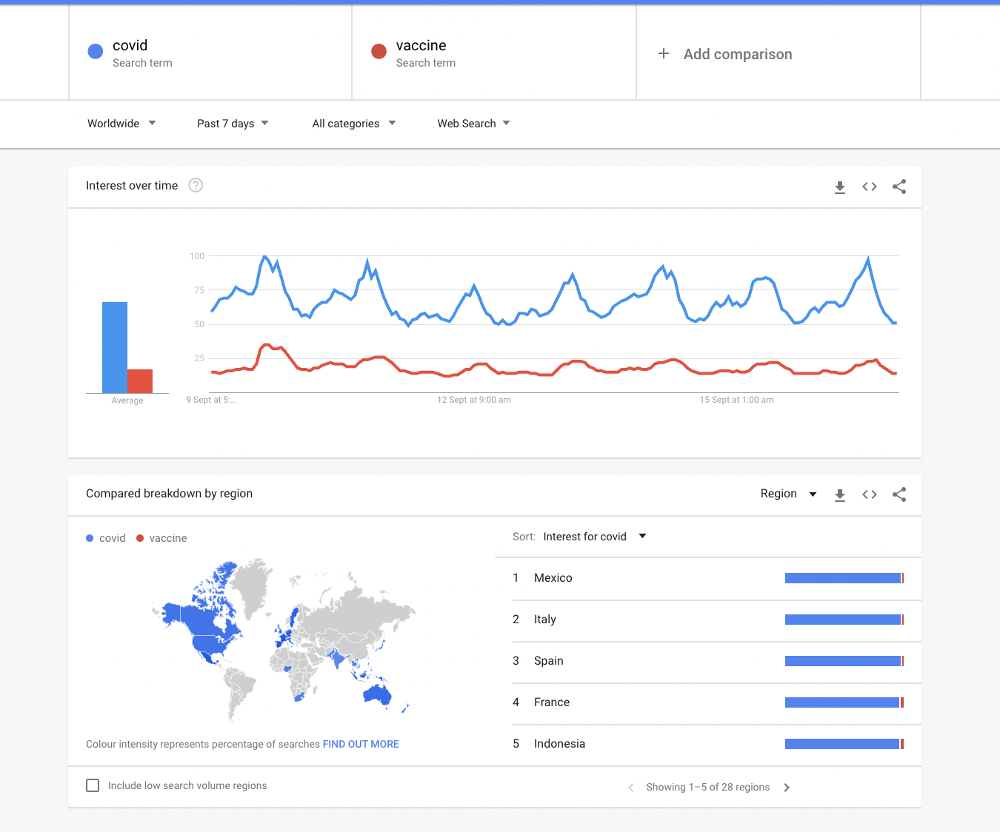 covid
Search term
vaccine
Search term
+ Add comparison
Worldwide
Past 7 days
All categories
Web Search
Interest over time ?
100
75
50
25
Average
9 Sept at 5:...
12 Sept at 9:00 am
15 Sept at 1:00 am
Compared breakdown by region
Region
covid
vaccine
Sort: Interest for covid
1 Mexico
2 Italy
3 Spain
4 France
5 Indonesia
Colour intensity represents percentage of searches FIND OUT MORE
Include low search volume regions
Showing 1–5 of 28 regions